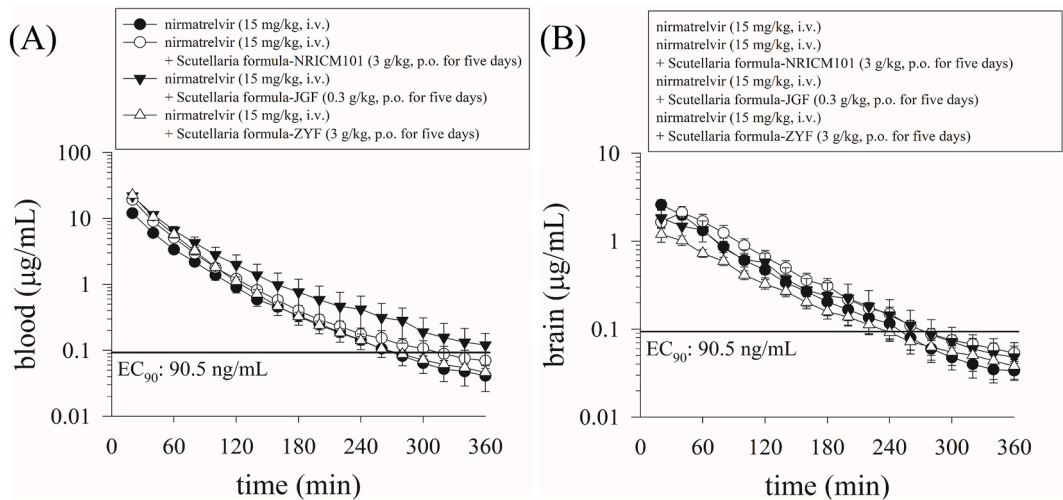 (A)
nirmatrelvir (15 mg/kg, i.v.)
nirmatrelvir (15 mg/kg, i.v.)
+ Scutellaria formula-NRICM101 (3 g/kg, p.o. for five days)
nirmatrelvir (15 mg/kg, i.v.)
+ Scutellaria formula-JGF (0.3 g/kg, p.o. for five days)
nirmatrelvir (15 mg/kg, i.v.)
+ Scutellaria formula-ZYF (3 g/kg, p.o. for five days)
100
10
1
0.1
0.01
blood (μg/mL)
EC90: 90.5 ng/mL
0 60 120 180 240 300 360
time (min)
(B)
nirmatrelvir (15 mg/kg, i.v.)
nirmatrelvir (15 mg/kg, i.v.)
+ Scutellaria formula-NRICM101 (3 g/kg, p.o. for five days)
nirmatrelvir (15 mg/kg, i.v.)
+ Scutellaria formula-JGF (0.3 g/kg, p.o. for five days)
nirmatrelvir (15 mg/kg, i.v.)
+ Scutellaria formula-ZYF (3 g/kg, p.o. for five days)
10
1
0.1
0.01
brain (μg/mL)
EC90: 90.5 ng/mL
0 60 120 180 240 300 360
time (min)